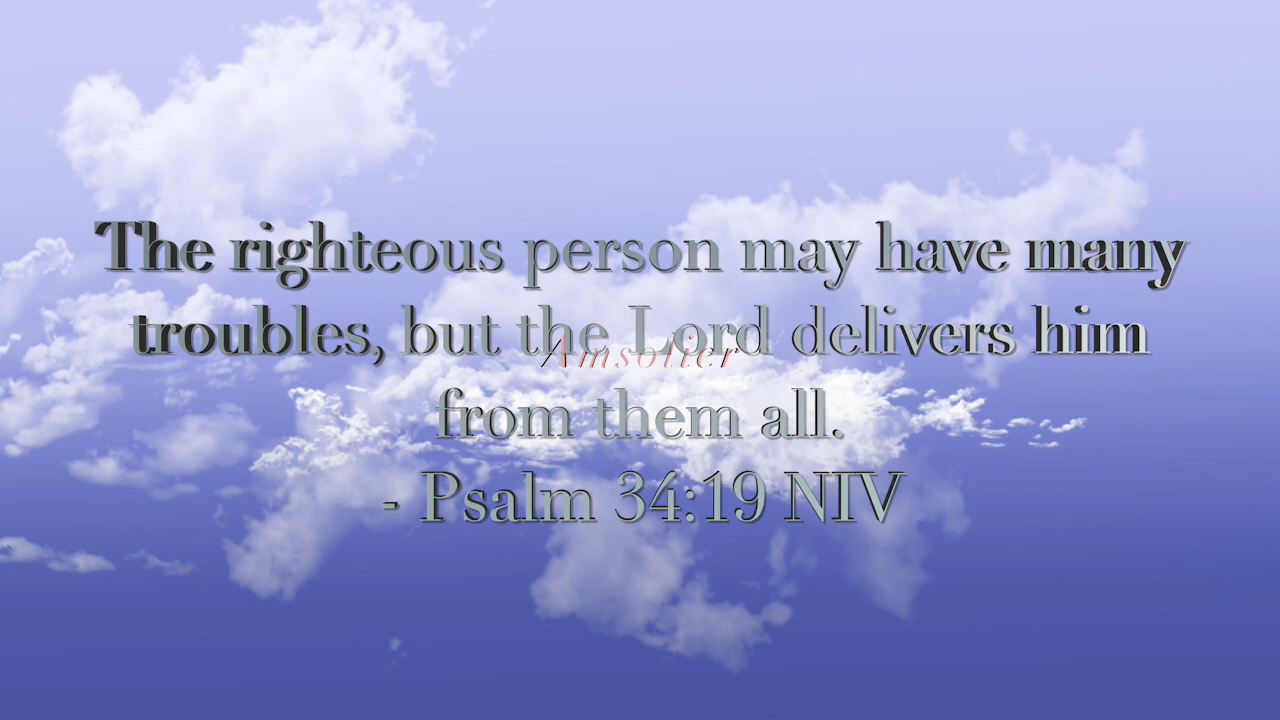 The righteous person may have many
troubles, but the Lord delivers him
Amsolier
from them all.
- Psalm 34:19 NIV